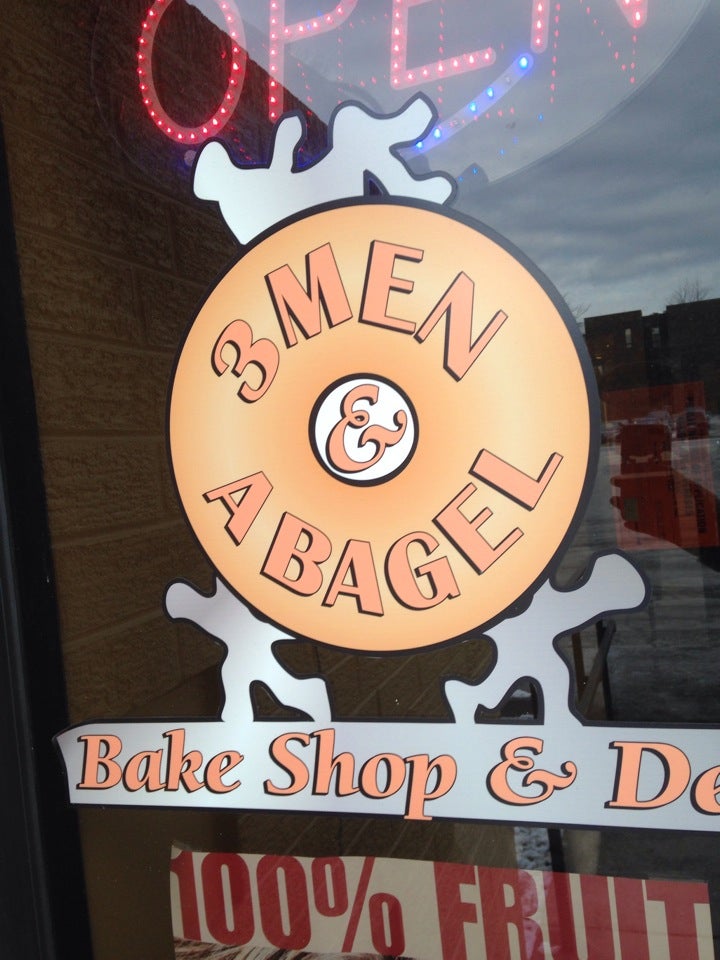 OPEN
3 MEN
&
A BAGEL
Bake Shop & De
100% FRUIT